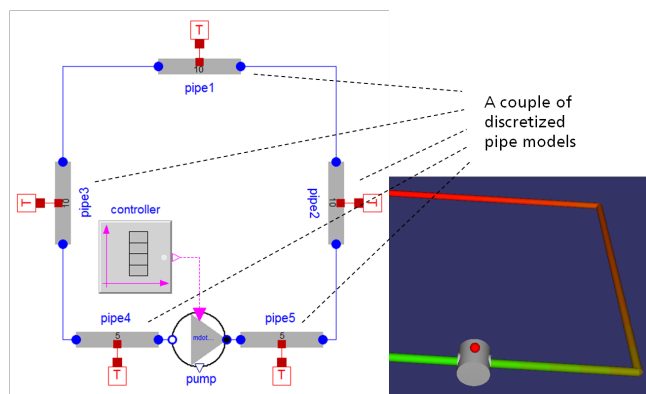 T
10
pipe1
A couple of
discretized
pipe models
T
10
pipe3
controller
pipe2
10
T
pipe4
pipe5
5
mdot...
5
T
pump
T